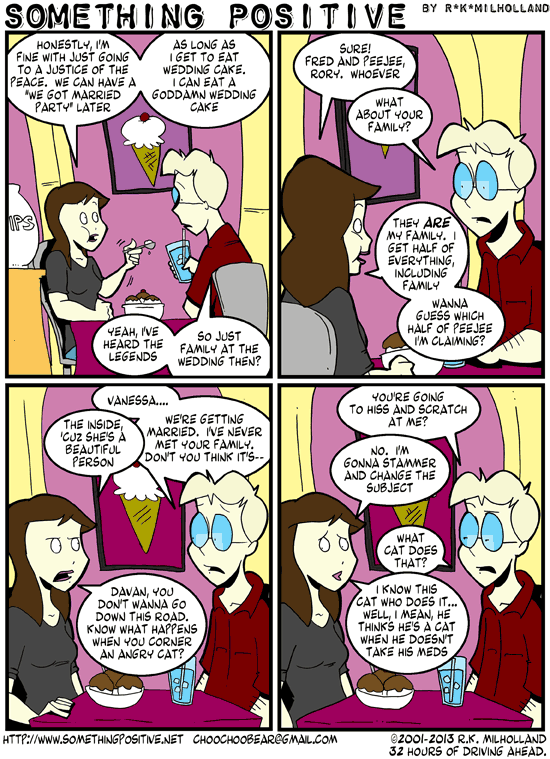 SOMETHING POSITIVE BY R*K*MILHOLLAND
HONESTLY, I'M
FINE WITH JUST GOING
TO A JUSTICE OF THE
PEACE. WE CAN HAVE A
"WE GOT MARRIED
PARTY" LATER
AS LONG AS
I GET TO EAT
WEDDING CAKE.
I CAN EAT A
GODDAMN WEDDING
CAKE
IPS
YEAH, I'VE
HEARD THE
LEGENDS
SO JUST
FAMILY AT THE
WEDDING THEN?
SURE!
FRED AND PEEJEE,
RORY. WHOEVER
WHAT
ABOUT YOUR
FAMILY?
THEY ARE
MY FAMILY. I
GET HALF OF
EVERYTHING,
INCLUDING
FAMILY
WANNA
GUESS WHICH
HALF OF PEEJEE
I'M CLAIMING?
VANESSA....
THE INSIDE,
'CUZ SHE'S A
BEAUTIFUL
PERSON
WE'RE GETTING
MARRIED. I'VE NEVER
MET YOUR FAMILY.
DON'T YOU THINK IT'S--
DAVAN, YOU
DON'T WANNA GO
DOWN THIS ROAD.
KNOW WHAT HAPPENS
WHEN YOU CORNER
AN ANGRY CAT?
YOU'RE GOING
TO HISS AND SCRATCH
AT ME?
NO. I'M
GONNA STAMMER
AND CHANGE THE
SUBJECT
WHAT
CAT DOES
THAT?
I KNOW THIS
CAT WHO DOES IT...
WELL, I MEAN, HE
THINKS HE'S A CAT
WHEN HE DOESN'T
TAKE HIS MEDS
HTTP://WWW.SOMETHINGPOSITIVE.NET CHOOCHOOBEAR@GMAIL.COM
©2001-2013 R.K. MILHOLLAND
32 HOURS OF DRIVING AHEAD.